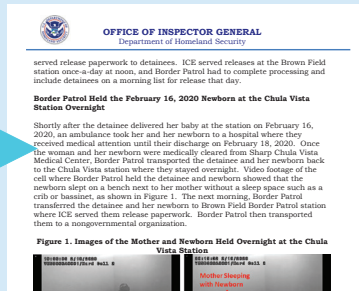 OFFICE OF INSPECTOR GENERAL
Department of Homeland Security
served release paperwork to detainees.  ICE served releases at the Brown Field
station once-a-day at noon, and Border Patrol had to complete processing and
include detainees on a morning list for release that day.
Border Patrol Held the February 16, 2020 Newborn at the Chula Vista
Station Overnight
Shortly after the detainee delivered her baby at the station on February 16,
2020, an ambulance took her and her newborn to a hospital where they
received medical attention until their discharge on February 18, 2020.  Once
the woman and her newborn were medically cleared from Sharp Chula Vista
Medical Center, Border Patrol transported the detainee and her newborn back
to the Chula Vista station where they stayed overnight.  Video footage of the
cell where Border Patrol held the detainee and newborn showed that the
newborn slept on a bench next to her mother without a sleep space such as a
crib or bassinet, as shown in Figure 1.  The next morning, Border Patrol
transferred the detainee and her newborn to Brown Field Border Patrol station
where ICE served them release paperwork.  Border Patrol then transported
them to a nongovernmental organization.
Figure 1. Images of the Mother and Newborn Held Overnight at the Chula
Vista Station
Mother Sleeping
with Newborn